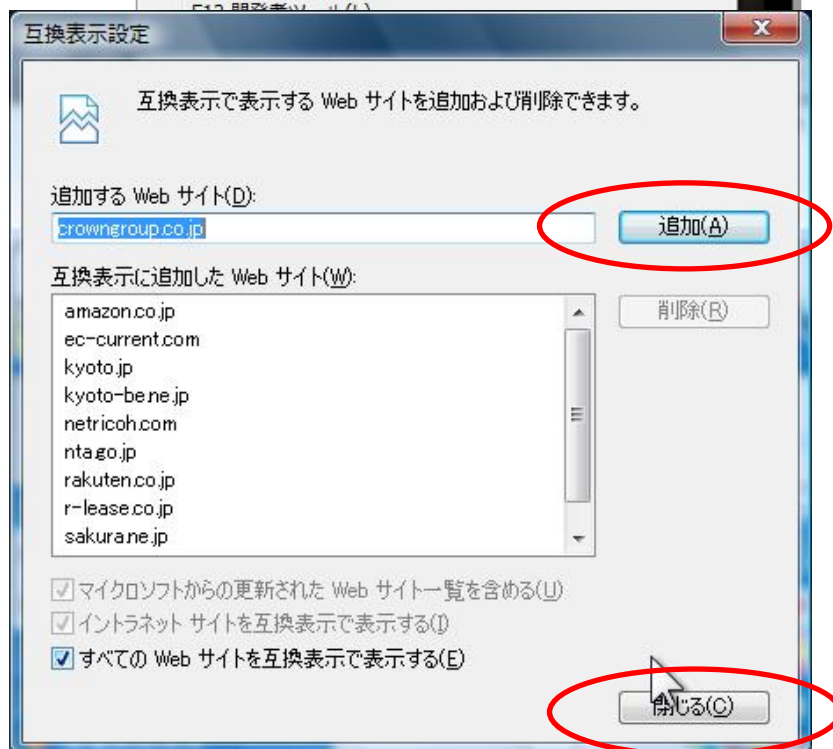 F12 開発者ツール(L)
互換表示設定
互換表示で表示する Web サイトを追加および削除できます。
追加する Web サイト(D):
crowngroup.co.jp
追加(A)
互換表示に追加した Web サイト(W):
amazon.co.jp
削除(R)
ec-current.com
kyoto.jp
kyoto-be.ne.jp
netricoh.com
nta.go.jp
rakuten.co.jp
r-lease.co.jp
sakura.ne.jp
マイクロソフトからの更新された Web サイト一覧を含める(U)
イントラネット サイトを互換表示で表示する(I)
すべての Web サイトを互換表示で表示する(E)
閉じる(C)